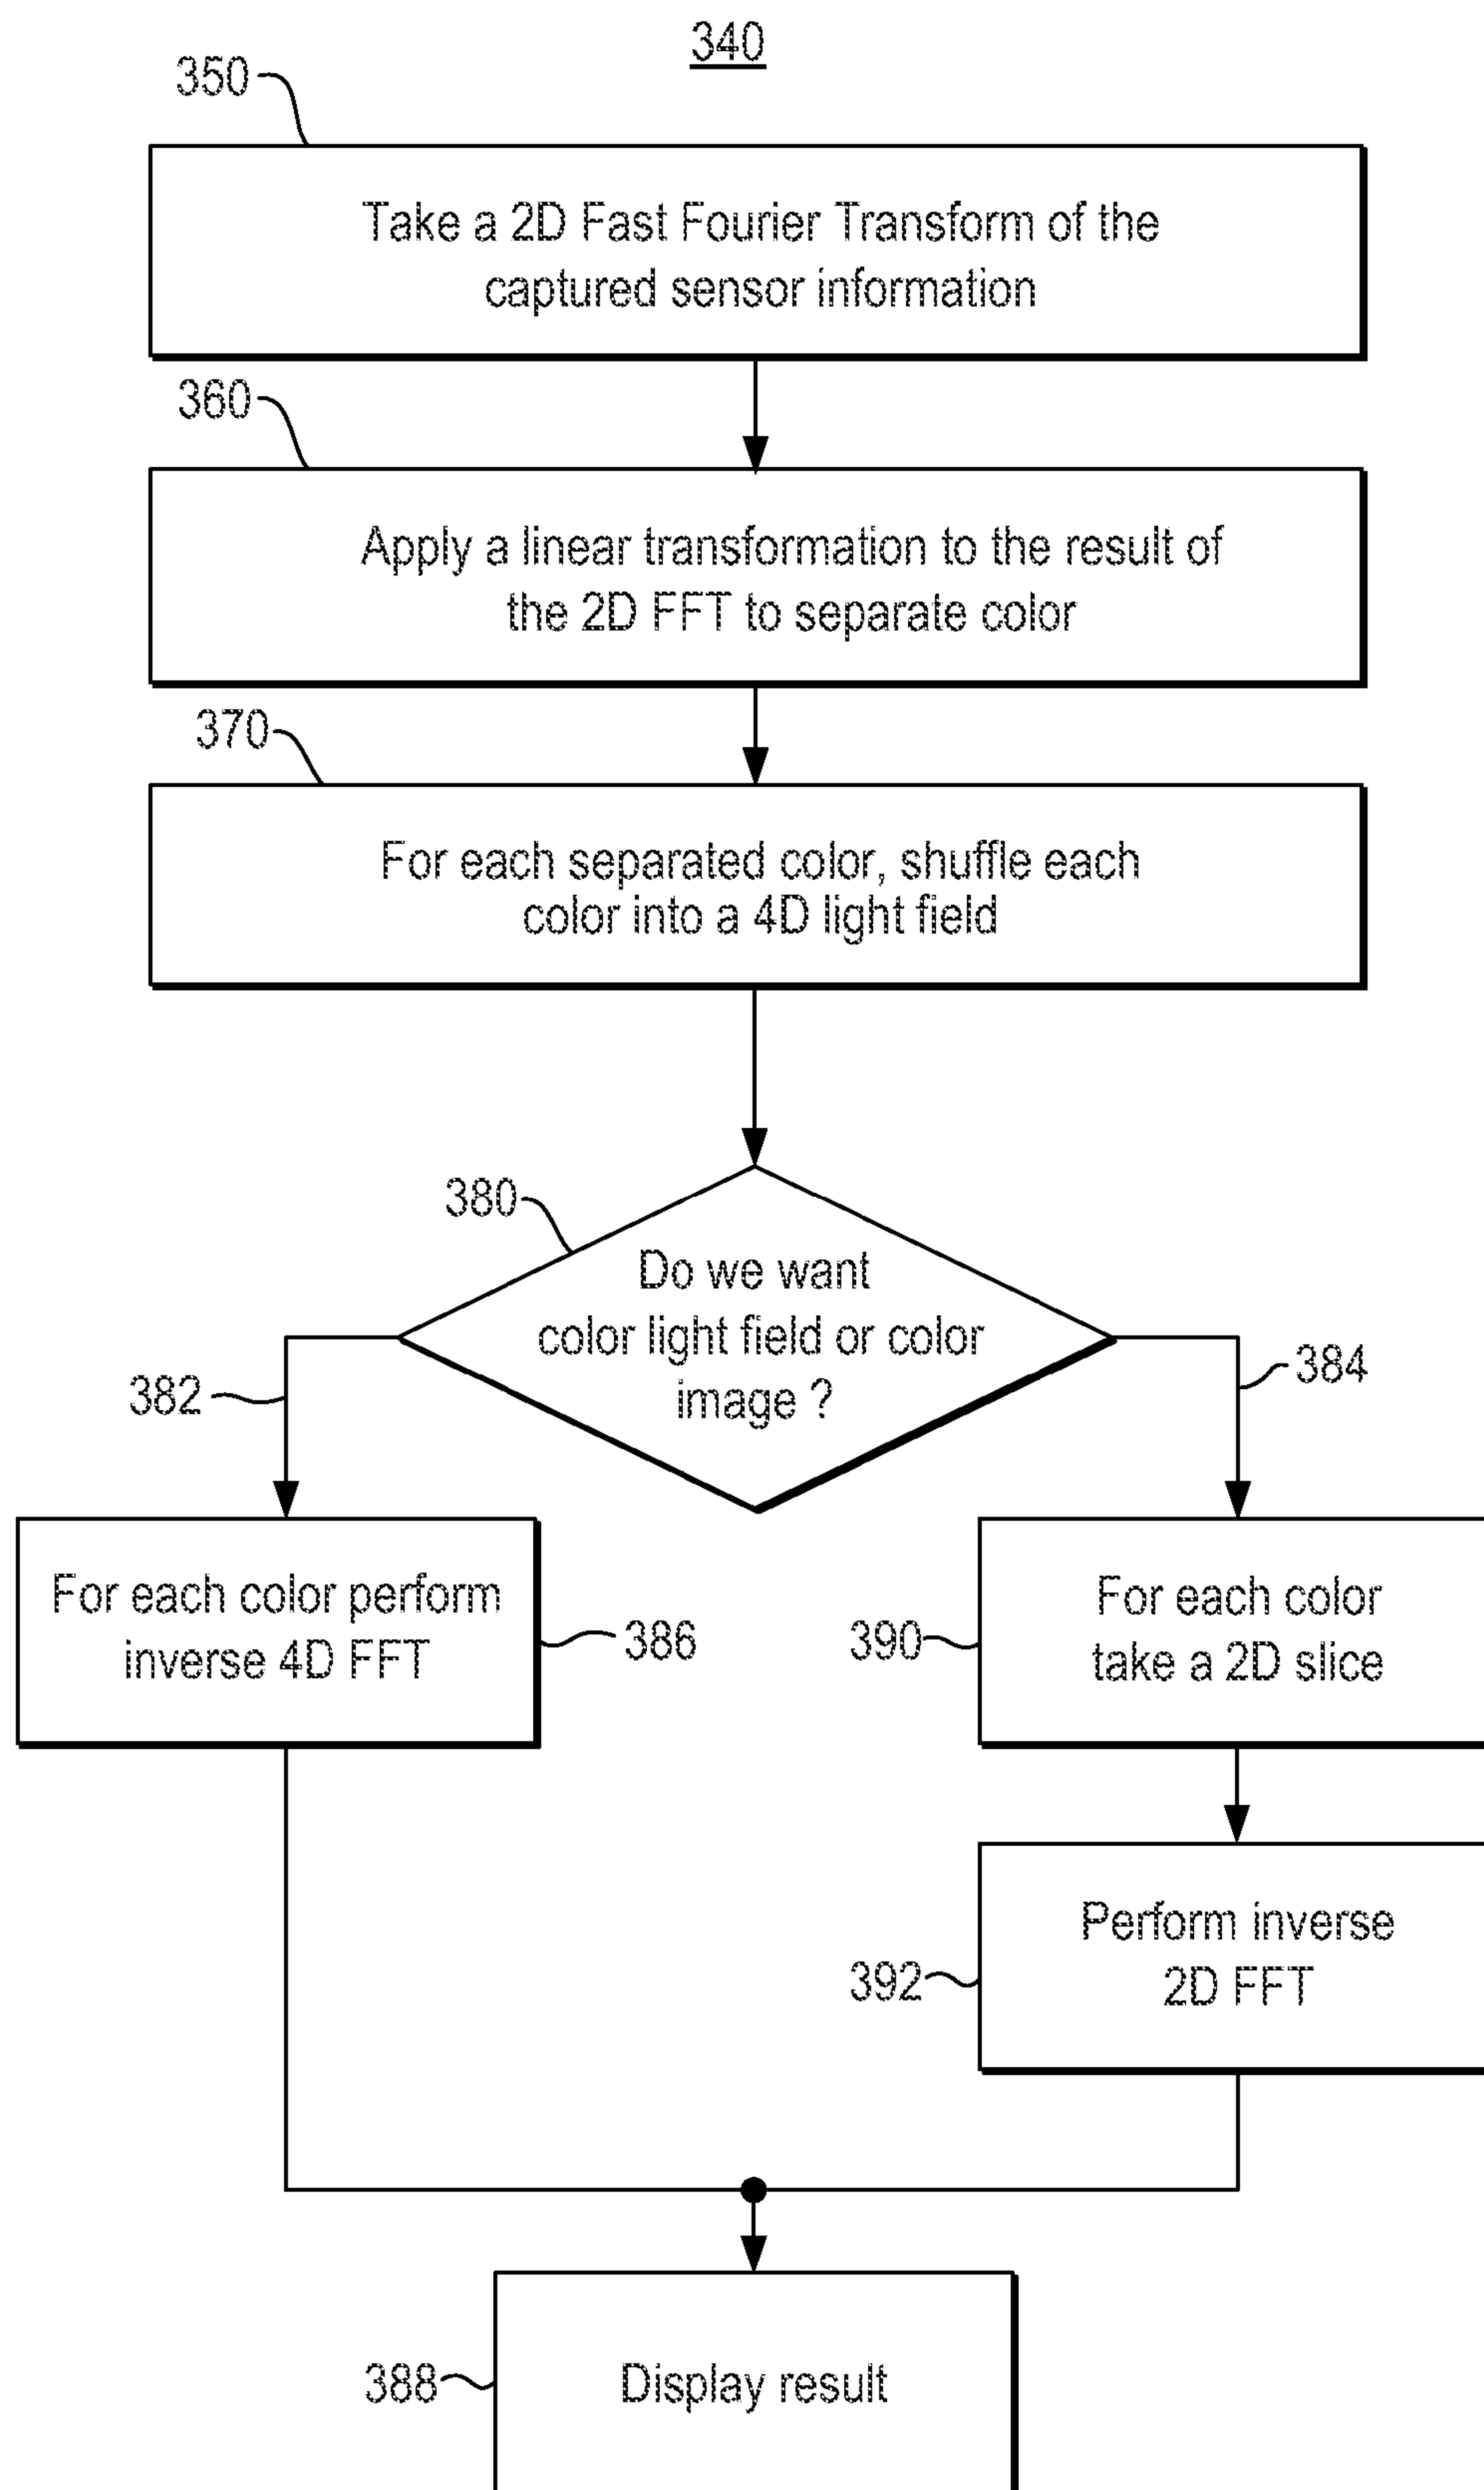 340
350
Take a 2D Fast Fourier Transform of the
captured sensor information
360
Apply a linear transformation to the result of
the 2D FFT to separate color
370
For each separated color, shuffle each
color into a 4D light field
380
Do we want
color light field or color
image ?
382
384
For each color perform
inverse 4D FFT
386
390
For each color
take a 2D slice
392
Perform inverse
2D FFT
388
Display result